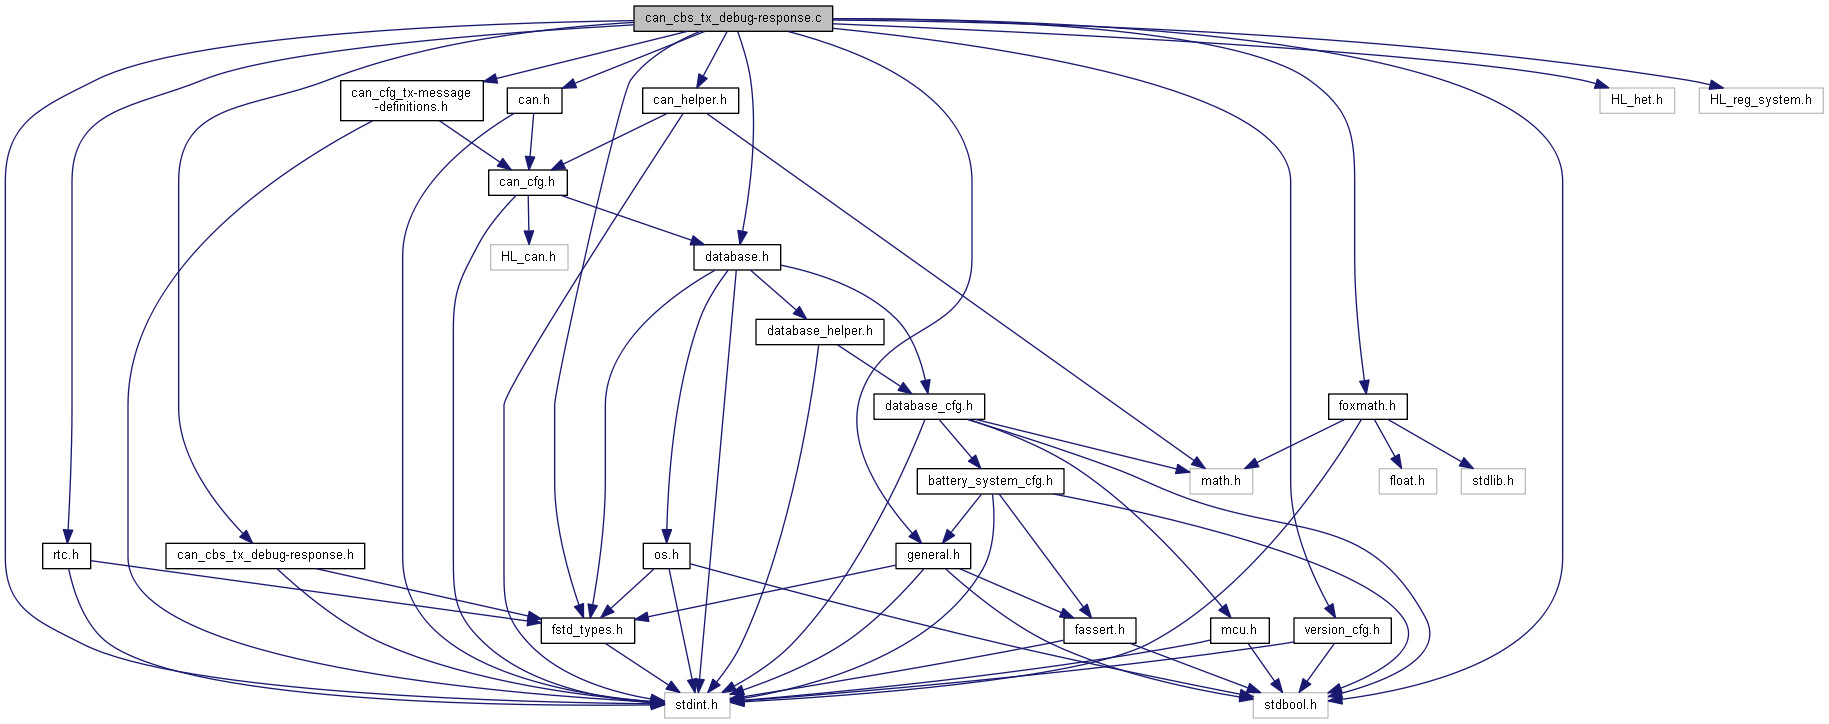 can_cbs_tx_debug-response.c
can_cfg_tx-message
-definitions.h
can.h
can_helper.h
HL_het.h
HL_reg_system.h
can_cfg.h
HL_can.h
database.h
database_helper.h
database_cfg.h
foxmath.h
battery_system_cfg.h
math.h
float.h
stdlib.h
rtc.h
can_cbs_tx_debug-response.h
os.h
general.h
fstd_types.h
fassert.h
mcu.h
version_cfg.h
stdint.h
stdbool.h